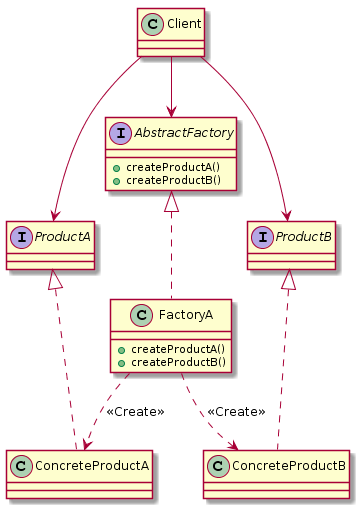 C Client
I AbstractFactory
createProductA()
createProductB()
I ProductA
I ProductB
C FactoryA
createProductA()
createProductB()
«Create»
«Create»
C ConcreteProductA
C ConcreteProductB